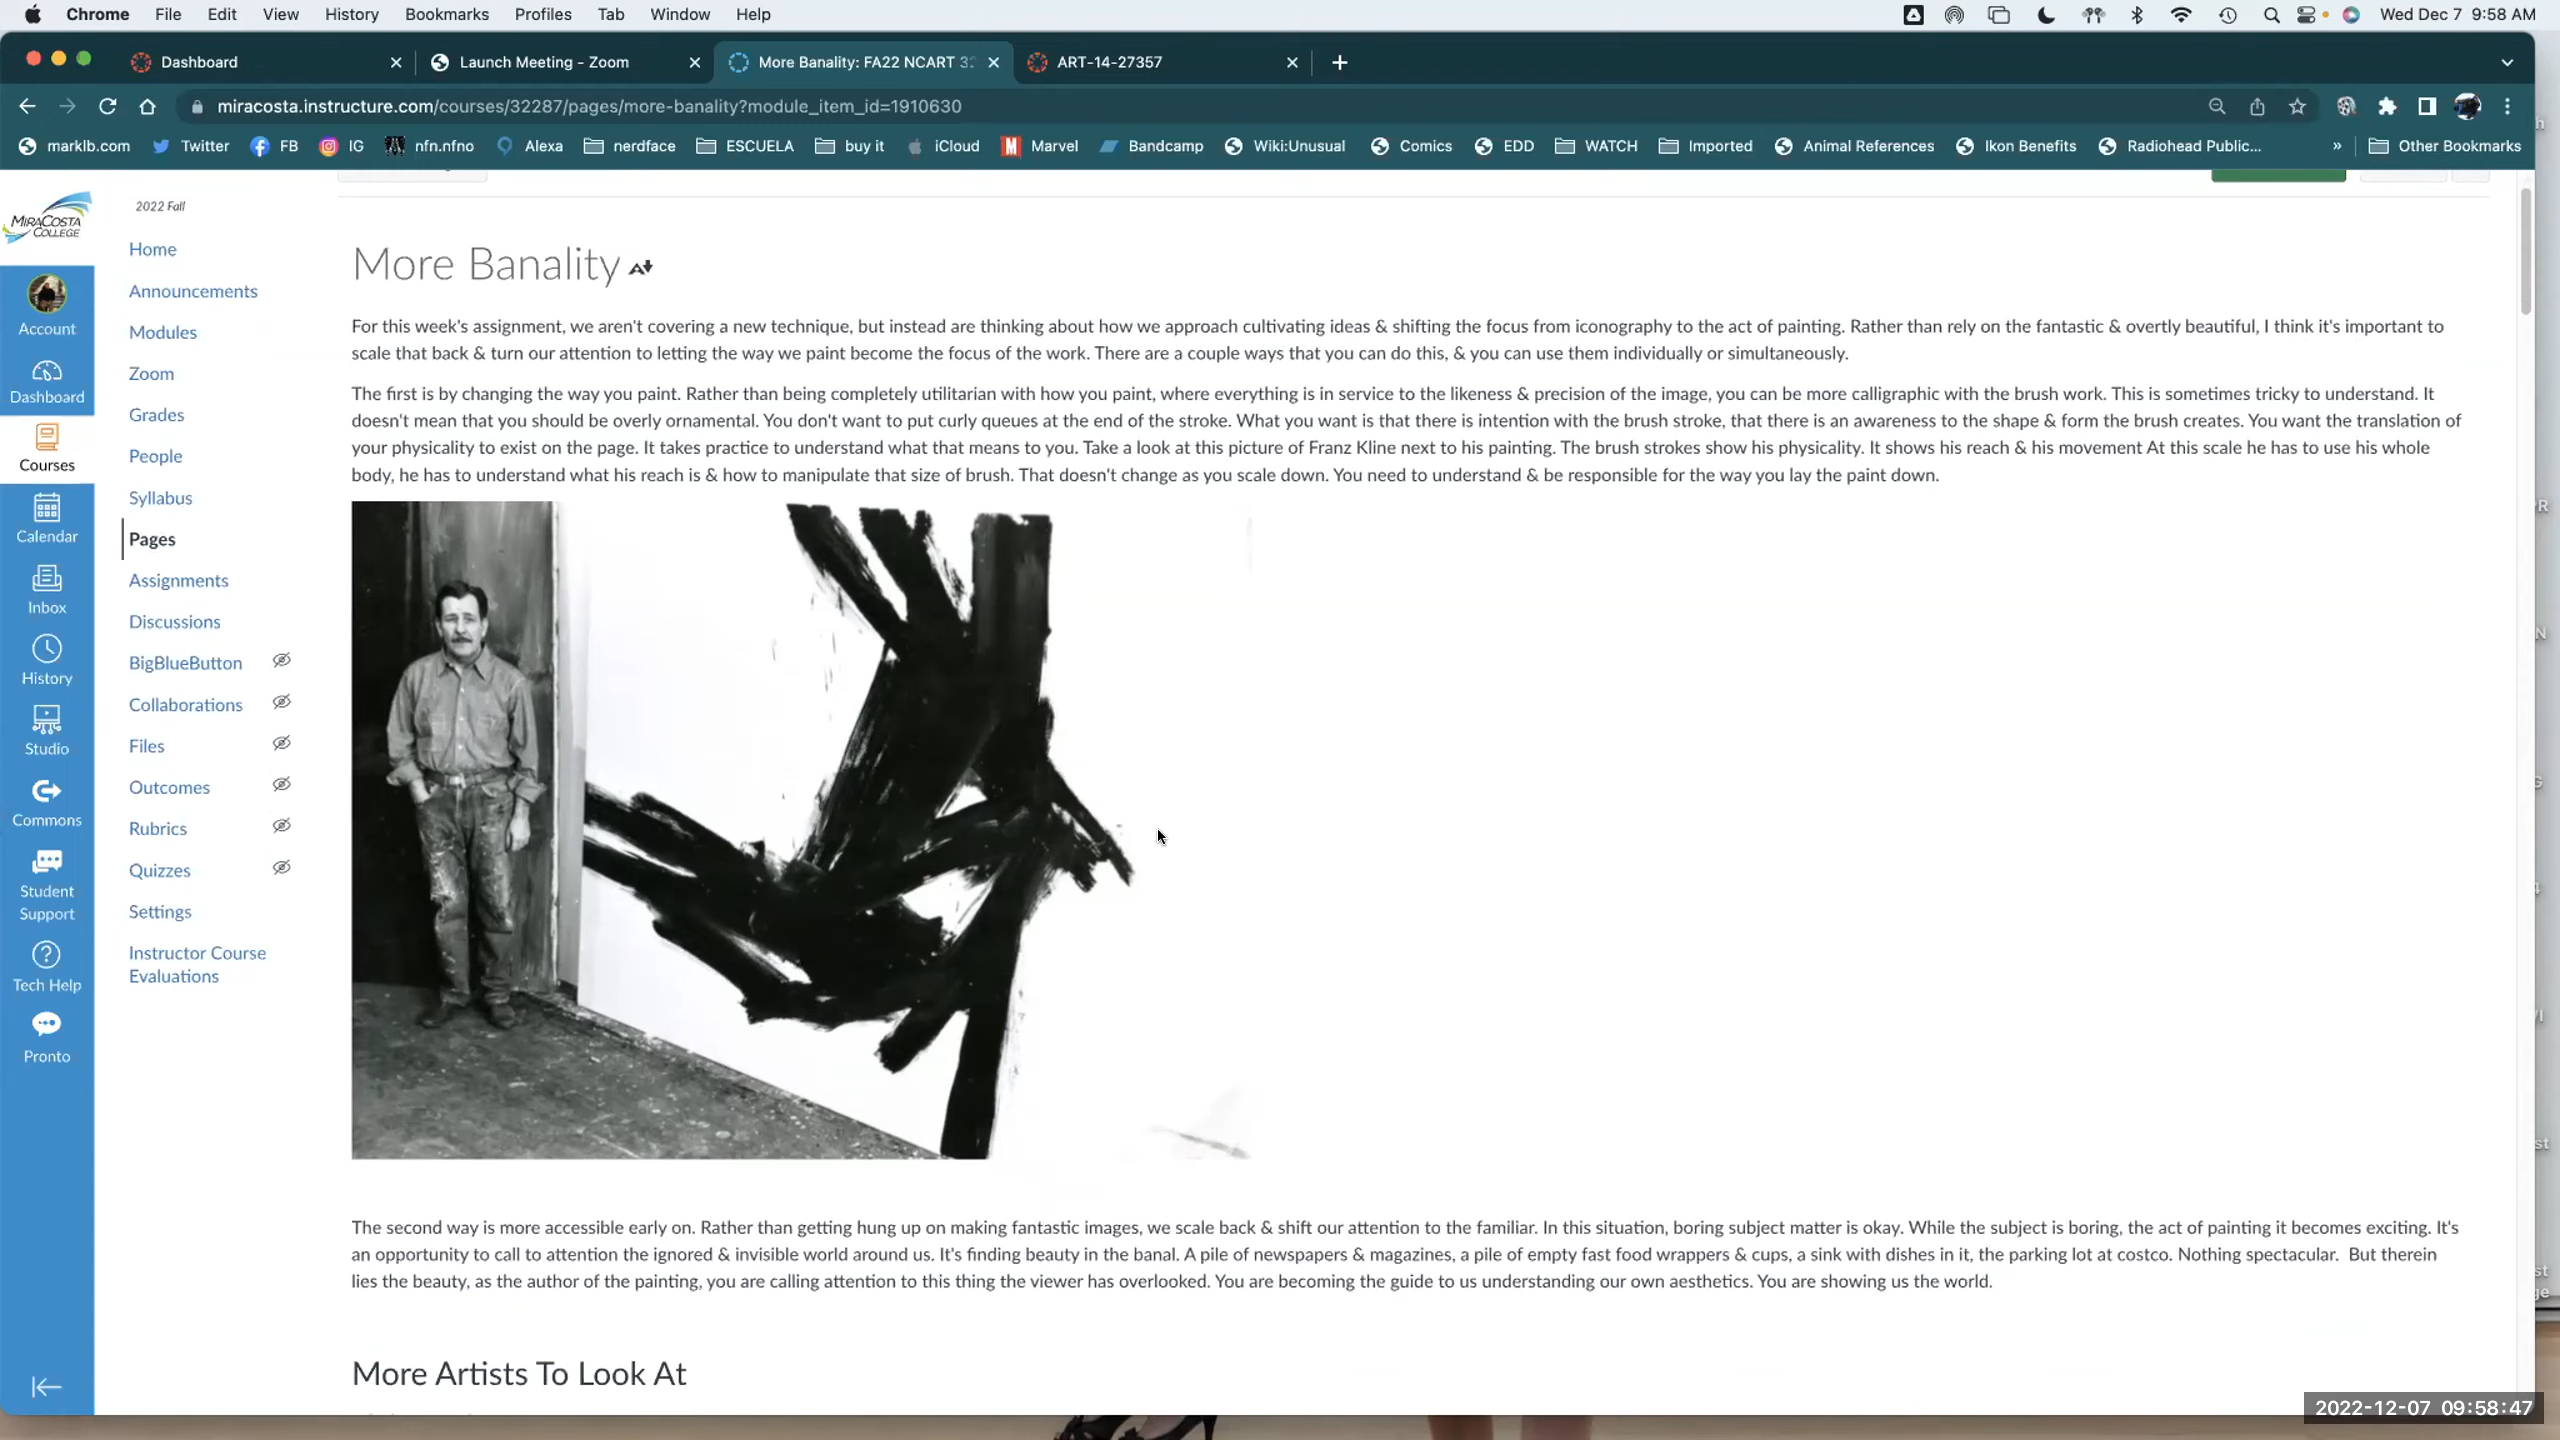 Chrome File Edit View History Bookmarks Profiles Tab Window Help Wed Dec 7 9:58 AM
Dashboard Launch Meeting - Zoom More Banality: FA22 NCART 32 ART-14-27357
miracosta.instructure.com/courses/32287/pages/more-banality?module_item_id=1910630
marklb.com Twitter FB IG nfn.nfno Alexa nerdface ESCUELA buy it iCloud Marvel Bandcamp Wiki:Unusual Comics EDD WATCH Imported Animal References Ikon Benefits Radiohead Public... » Other Bookmarks
MIRACOSTA
COLLEGE
Account
Dashboard
Courses
Calendar
Inbox
History
Studio
Commons
Student
Support
Tech Help
Pronto
2022 Fall
Home
Announcements
Modules
Zoom
Grades
People
Syllabus
Pages
Assignments
Discussions
BigBlueButton
Collaborations
Files
Outcomes
Rubrics
Quizzes
Settings
Instructor Course
Evaluations
More Banality
For this week's assignment, we aren't covering a new technique, but instead are thinking about how we approach cultivating ideas & shifting the focus from iconography to the act of painting. Rather than rely on the fantastic & overtly beautiful, I think it's important to
scale that back & turn our attention to letting the way we paint become the focus of the work. There are a couple ways that you can do this, & you can use them individually or simultaneously.
The first is by changing the way you paint. Rather than being completely utilitarian with how you paint, where everything is in service to the likeness & precision of the image, you can be more calligraphic with the brush work. This is sometimes tricky to understand. It
doesn't mean that you should be overly ornamental. You don't want to put curly queues at the end of the stroke. What you want is that there is intention with the brush stroke, that there is an awareness to the shape & form the brush creates. You want the translation of
your physicality to exist on the page. It takes practice to understand what that means to you. Take a look at this picture of Franz Kline next to his painting. The brush strokes show his physicality. It shows his reach & his movement At this scale he has to use his whole
body, he has to understand what his reach is & how to manipulate that size of brush. That doesn't change as you scale down. You need to understand & be responsible for the way you lay the paint down.
The second way is more accessible early on. Rather than getting hung up on making fantastic images, we scale back & shift our attention to the familiar. In this situation, boring subject matter is okay. While the subject is boring, the act of painting it becomes exciting. It's
an opportunity to call to attention the ignored & invisible world around us. It's finding beauty in the banal. A pile of newspapers & magazines, a pile of empty fast food wrappers & cups, a sink with dishes in it, the parking lot at costco. Nothing spectacular. But therein
lies the beauty, as the author of the painting, you are calling attention to this thing the viewer has overlooked. You are becoming the guide to us understanding our own aesthetics. You are showing us the world.
More Artists To Look At
2022-12-07 09:58:47